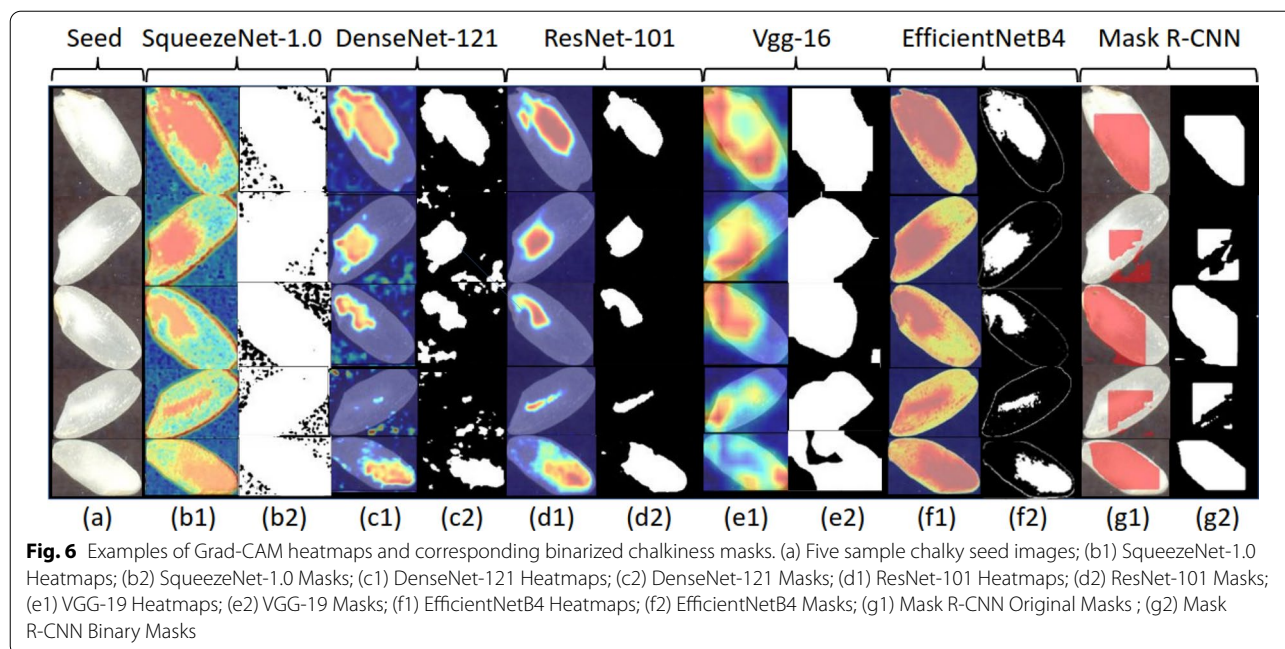 Seed SqueezeNet-1.0 DenseNet-121 ResNet-101 Vgg-16 EfficientNetB4 Mask R-CNN
(a) (b1) (b2) (c1) (c2) (d1) (d2) (e1) (e2) (f1) (f2) (g1) (g2)
Fig. 6 Examples of Grad-CAM heatmaps and corresponding binarized chalkiness masks. (a) Five sample chalky seed images; (b1) SqueezeNet-1.0
Heatmaps; (b2) SqueezeNet-1.0 Masks; (c1) DenseNet-121 Heatmaps; (c2) DenseNet-121 Masks; (d1) ResNet-101 Heatmaps; (d2) ResNet-101 Masks;
(e1) VGG-19 Heatmaps; (e2) VGG-19 Masks; (f1) EfficientNetB4 Heatmaps; (f2) EfficientNetB4 Masks; (g1) Mask R-CNN Original Masks ; (g2) Mask
R-CNN Binary Masks